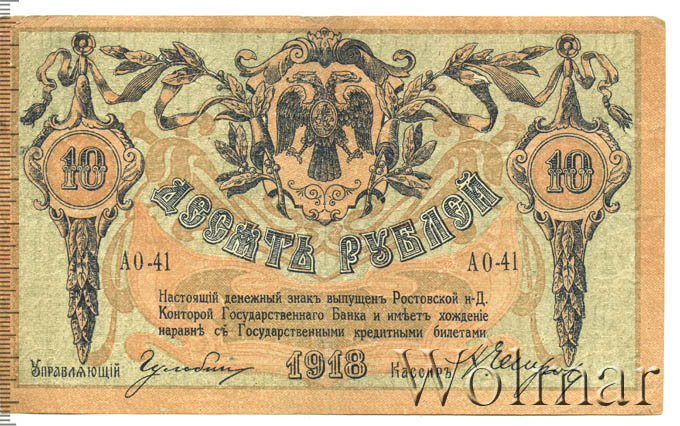 10 10
ДЕСЯТЬ РУБЛЕЙ
АО-41 АО-41
Настоящій денежный знакъ выпущенъ Ростовской н-Д.
Конторой Государственнаго Банка и имѣетъ хожденіе
наравнѣ съ Государственными кредитными билетами.
Управляющій 1918 Кассиръ
Wolmar